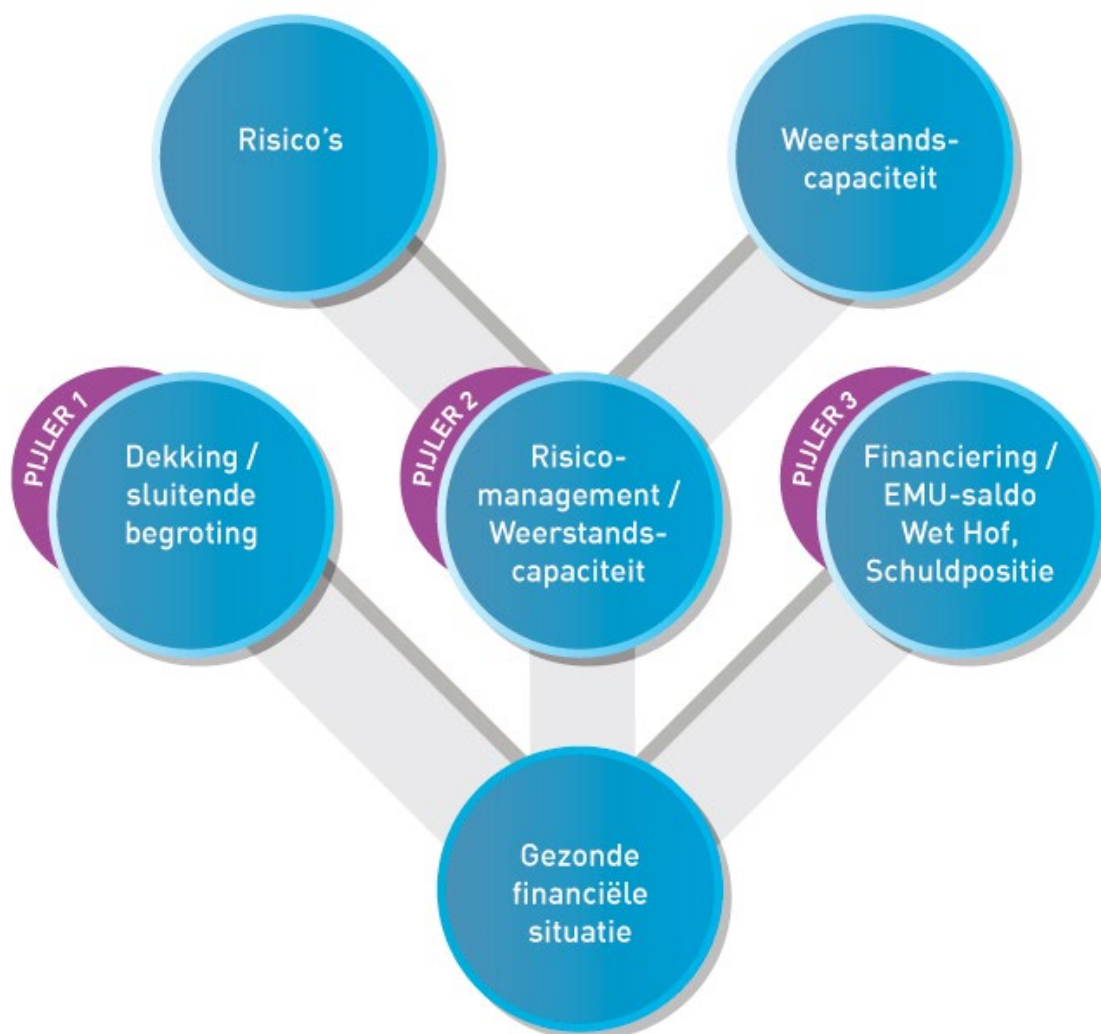 Risico's
Weerstands-
capaciteit
PIJLER 1
Dekking /
sluitende
begroting
PIJLER 2
Risico-
management /
Weerstands-
capaciteit
PIJLER 3
Financiering /
EMU-saldo
Wet Hof,
Schuldpositie
Gezonde
financiële
situatie